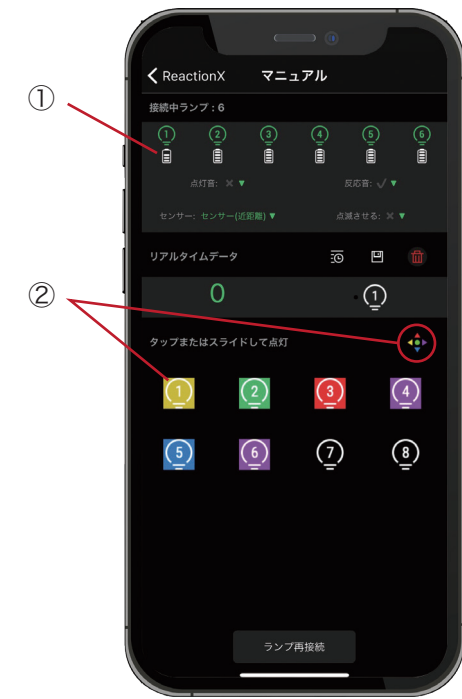 ReactionX マニュアル
① 接続中ランプ：6
1 2 3 4 5 6
点灯音: × ▼ 反応音: ✓ ▼
センサー: センサー(近距離) ▼ 点滅させる: × ▼
リアルタイムデータ
② 0 1
タップまたはスライドして点灯
1 2 3 4
5 6 7 8
ランプ再接続